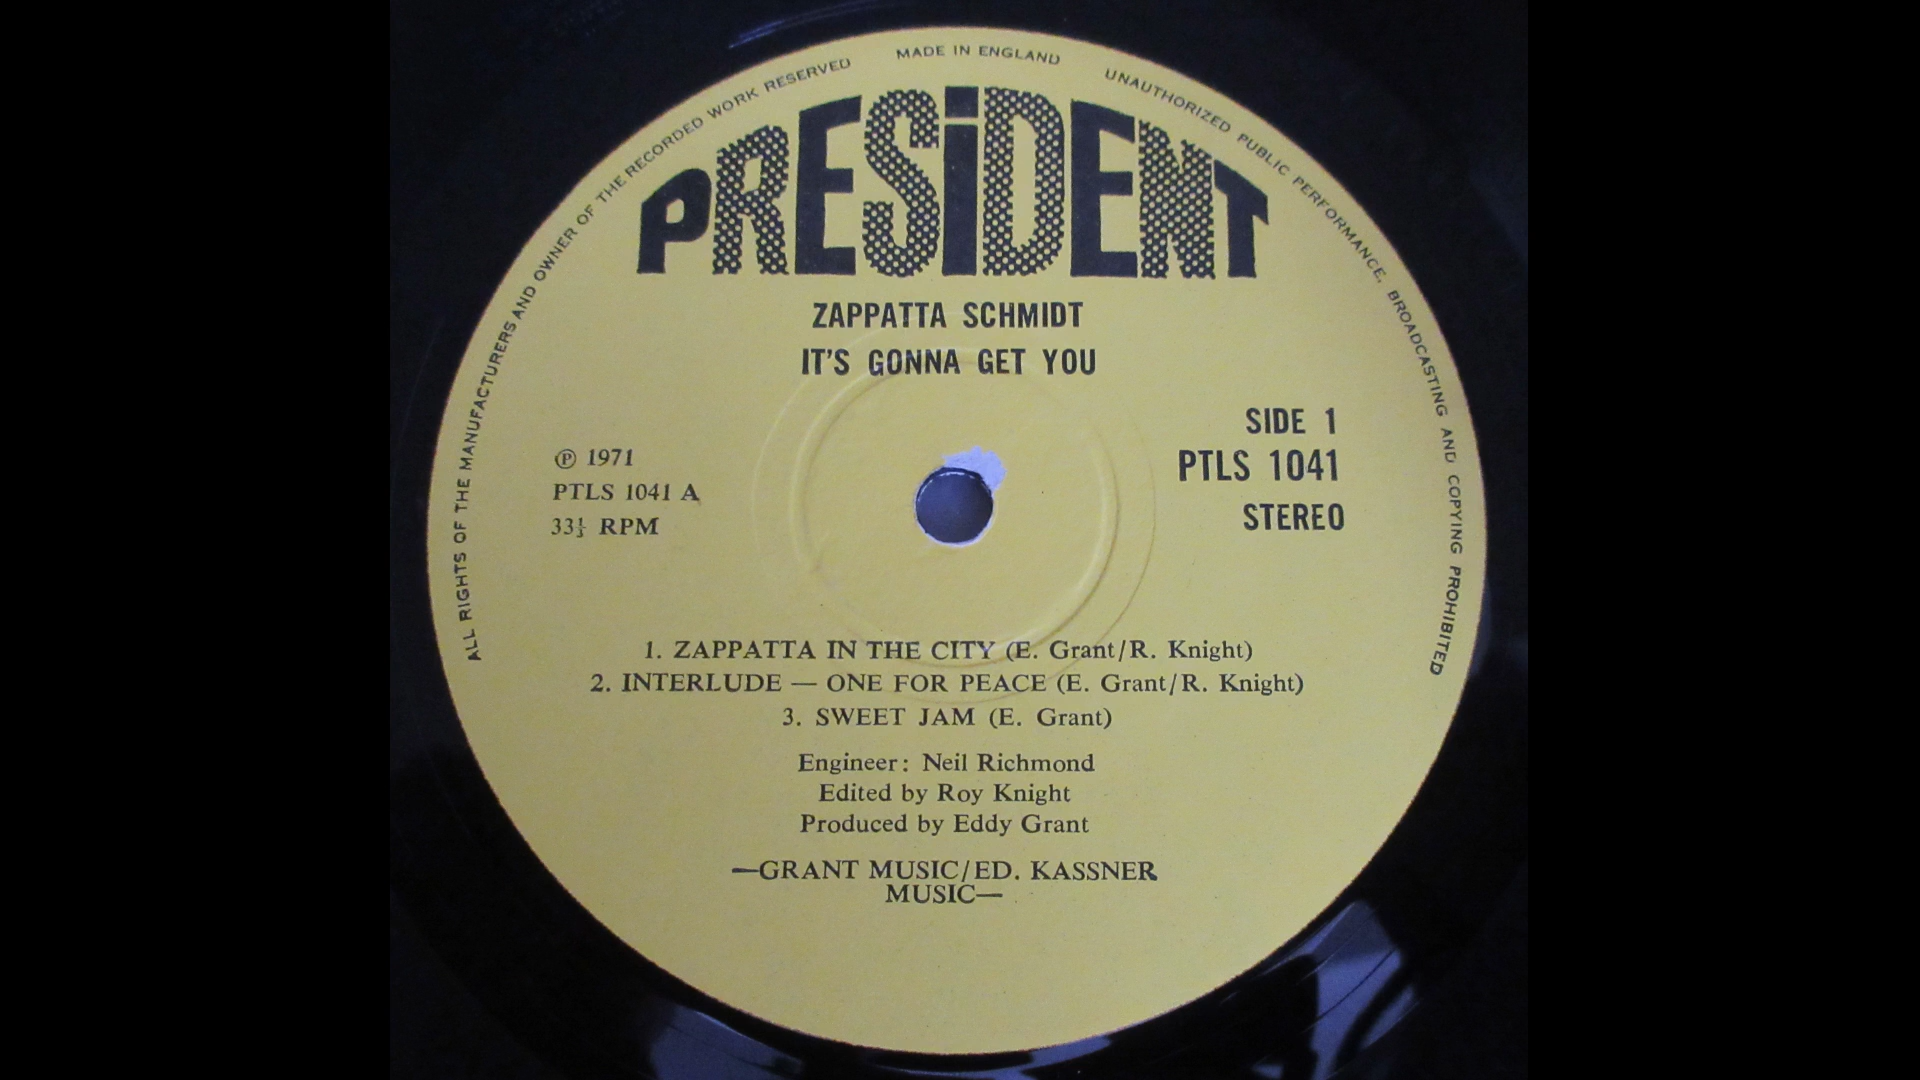 ALL RIGHTS OF THE MANUFACTURERS AND OWNER OF THE RECORDED WORK RESERVED
MADE IN ENGLAND
UNAUTHORIZED PUBLIC PERFORMANCE, BROADCASTING AND COPYING PROHIBITED
PRESiDENT
ZAPPATTA SCHMIDT
IT'S GONNA GET YOU
SIDE 1
PTLS 1041
STEREO
℗ 1971
PTLS 1041 A
33⅓ RPM
1. ZAPPATTA IN THE CITY (E. Grant/R. Knight)
2. INTERLUDE — ONE FOR PEACE (E. Grant/R. Knight)
3. SWEET JAM (E. Grant)
Engineer: Neil Richmond
Edited by Roy Knight
Produced by Eddy Grant
—GRANT MUSIC/ED. KASSNER
MUSIC—